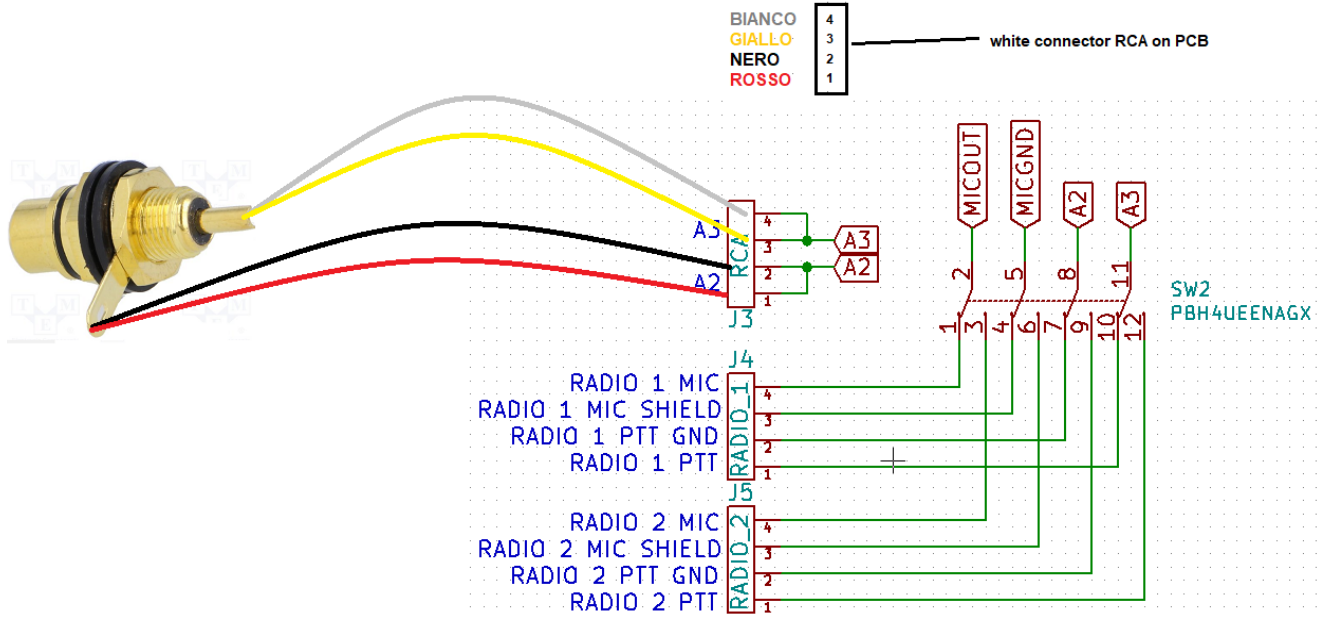 BIANCO 4
GIALLO 3
NERO 2
ROSSO 1
white connector RCA on PCB
MICOUT
MICGND
A2
A3
T E M
T E M
T E M
T E M
A3
A2
RCA
4
3
2
1
A3
A2
J3
2
5
8
11
1
3
4
6
7
9
10
12
SW2
PBH4UEENAGX
J4
RADIO 1 MIC
RADIO 1 MIC SHIELD
RADIO 1 PTT GND
RADIO 1 PTT
RADIO_1
4
3
2
1
J5
RADIO 2 MIC
RADIO 2 MIC SHIELD
RADIO 2 PTT GND
RADIO 2 PTT
RADIO_2
4
3
2
1